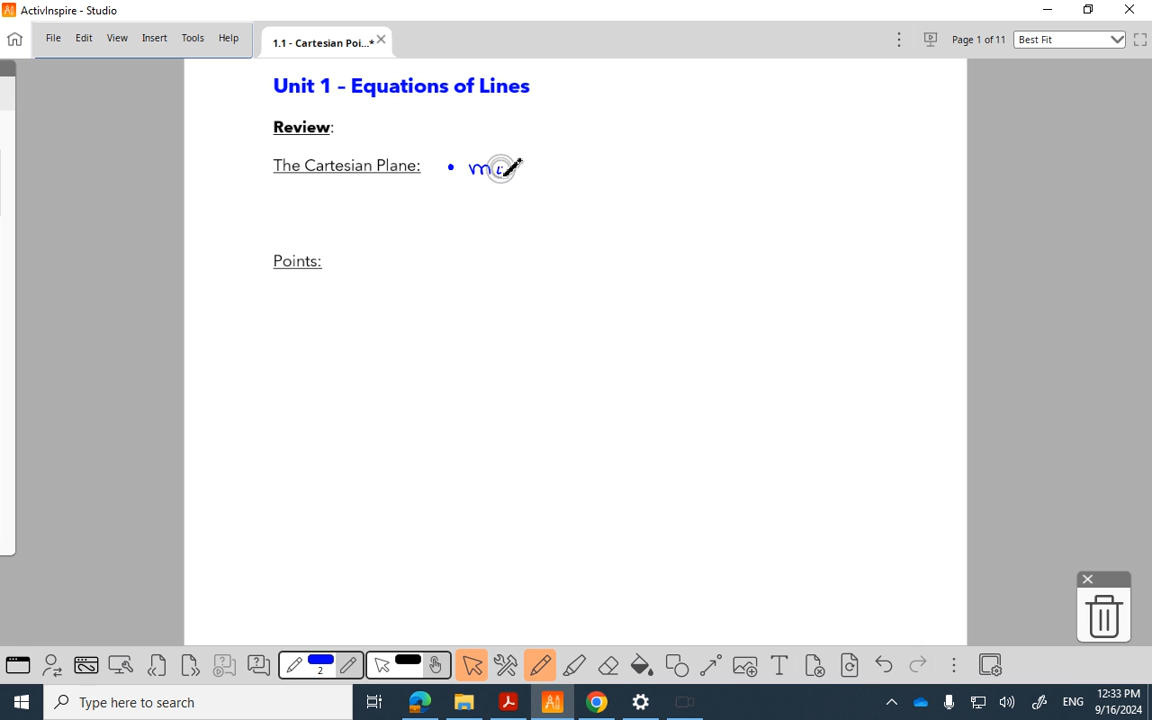 ActivInspire - Studio
File Edit View Insert Tools Help
1.1 - Cartesian Poi...*
Page 1 of 11
Best Fit
Unit 1 – Equations of Lines
Review:
The Cartesian Plane:
Points:
2
Type here to search
ENG
12:33 PM
9/16/2024